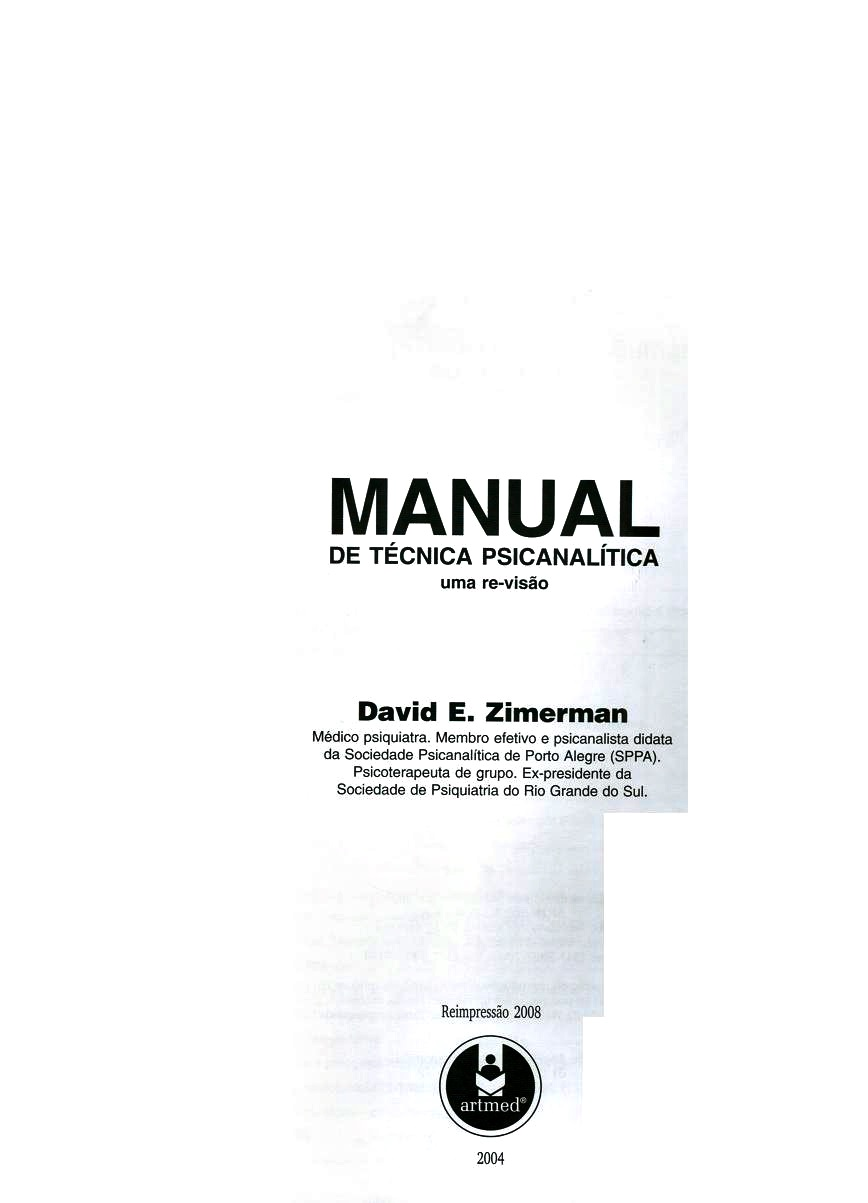 MANUAL
DE TÉCNICA PSICANALÍTICA
uma re-visão
David E. Zimerman
Médico psiquiatra. Membro efetivo e psicanalista didata
da Sociedade Psicanalítica de Porto Alegre (SPPA).
Psicoterapeuta de grupo. Ex-presidente da
Sociedade de Psiquiatria do Rio Grande do Sul.
Reimpressão 2008
artmed®
2004